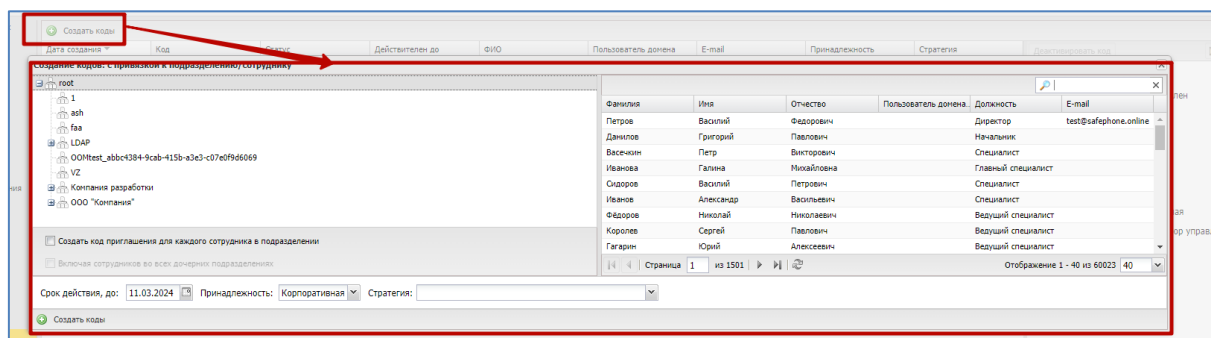 Создать коды
Дата создания Код Статус Действителен до ФИО Пользователь домена E-mail Принадлежность Стратегия Деактивировать код
Создание кодов: с привязкой к подразделению/сотруднику
root
1
ash
faa
LDAP
OOMtest_abbc4384-9cab-415b-a3e3-c07e0f9d6069
VZ
Компания разработки
ООО "Компания"
Создать код приглашения для каждого сотрудника в подразделении
Включая сотрудников во всех дочерних подразделениях
Фамилия Имя Отчество Пользователь домена.. Должность E-mail
Петров Василий Федорович Директор test@safephone.online
Данилов Григорий Павлович Начальник
Васечкин Петр Викторович Специалист
Иванова Галина Михайловна Главный специалист
Сидоров Василий Петрович Специалист
Иванов Александр Васильевич Специалист
Фёдоров Николай Николаевич Ведущий специалист
Королев Сергей Павлович Ведущий специалист
Гагарин Юрий Алексеевич Ведущий специалист
Страница 1 из 1501 Отображение 1 - 40 из 60023 40
Срок действия, до: 11.03.2024 Принадлежность: Корпоративная Стратегия:
Создать коды